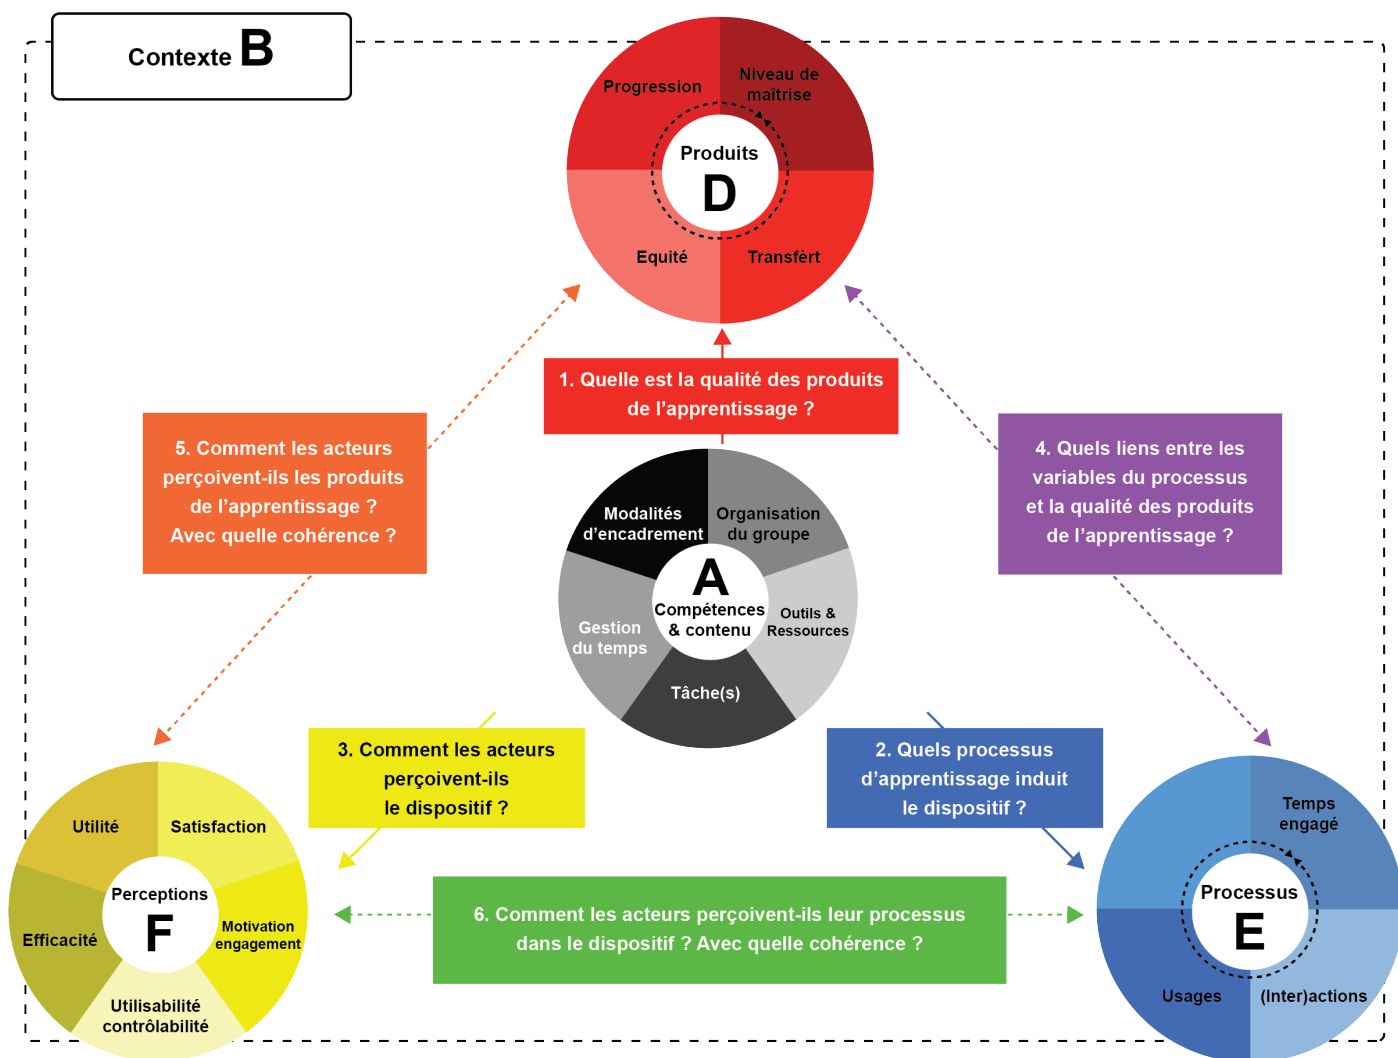 Contexte B
Progression
Niveau de
maîtrise
Produits
D
Equité
Transfèrt
1. Quelle est la qualité des produits
de l'apprentissage ?
5. Comment les acteurs
perçoivent-ils les produits
de l'apprentissage ?
Avec quelle cohérence ?
4. Quels liens entre les
variables du processus
et la qualité des produits
de l'apprentissage ?
Modalités
d'encadrement
Organisation
du groupe
A
Compétences
& contenu
Gestion
du temps
Outils &
Ressources
Tâche(s)
3. Comment les acteurs
perçoivent-ils
le dispositif ?
2. Quels processus
d'apprentissage induit
le dispositif ?
Utilité
Satisfaction
Perceptions
F
Efficacité
Motivation
engagement
Utilisabilité
contrôlabilité
6. Comment les acteurs perçoivent-ils leur processus
dans le dispositif ? Avec quelle cohérence ?
Temps
engagé
Processus
E
Usages
(Inter)actions